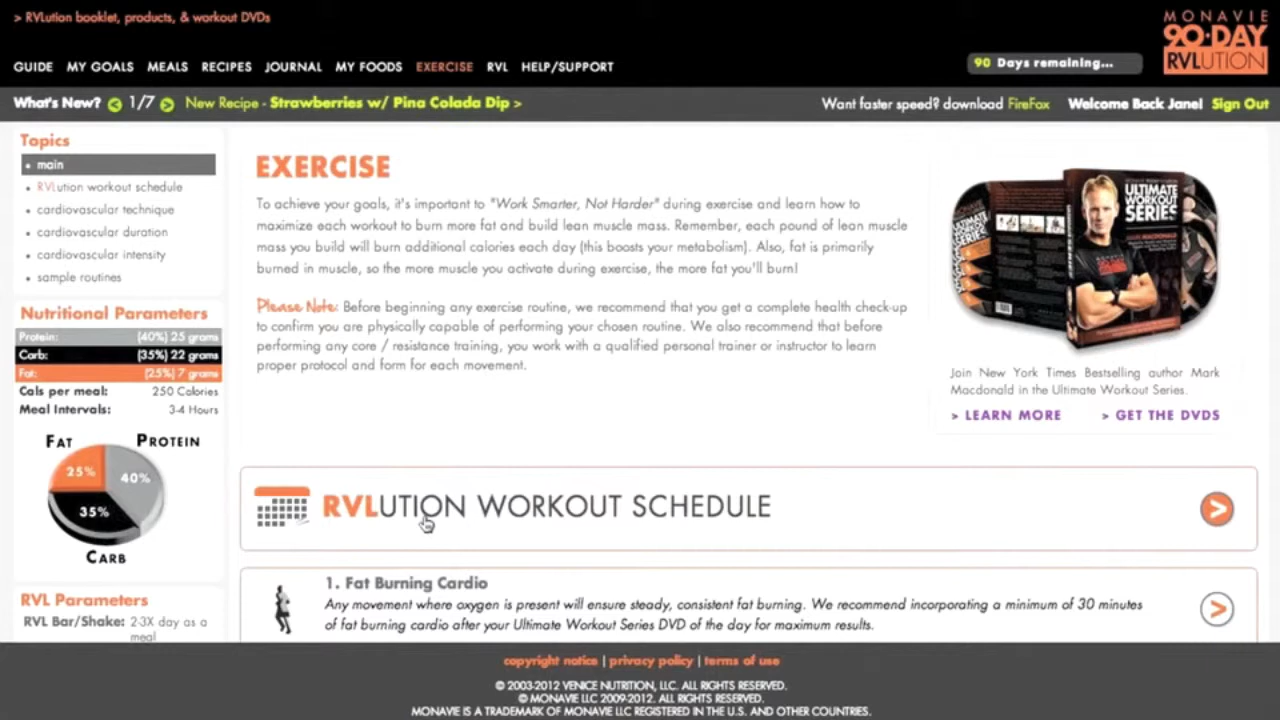 > RVLution booklet, products, & workout DVDs
MONAVIE
90-DAY
RVLUTION
GUIDE MY GOALS MEALS RECIPES JOURNAL MY FOODS EXERCISE RVL HELP/SUPPORT
90 Days remaining...
What's New? < 1/7 > New Recipe - Strawberries w/ Pina Colada Dip >
Want faster speed? download FireFox Welcome Back Jane! Sign Out
Topics
• main
• RVLution workout schedule
• cardiovascular technique
• cardiovascular duration
• cardiovascular intensity
• sample routines
Nutritional Parameters
Protein: (40%) 25 grams
Carb: (35%) 22 grams
Fat: (25%) 7 grams
Cals per meal: 250 Calories
Meal Intervals: 3-4 Hours
FAT PROTEIN
25% 40%
35%
CARB
RVL Parameters
RVL Bar/Shake: 2-3X day as a
meal
EXERCISE
To achieve your goals, it's important to "Work Smarter, Not Harder" during exercise and learn how to
maximize each workout to burn more fat and build lean muscle mass. Remember, each pound of lean muscle
mass you build will burn additional calories each day (this boosts your metabolism). Also, fat is primarily
burned in muscle, so the more muscle you activate during exercise, the more fat you'll burn!
Please Note: Before beginning any exercise routine, we recommend that you get a complete health check-up
to confirm you are physically capable of performing your chosen routine. We also recommend that before
performing any core / resistance training, you work with a qualified personal trainer or instructor to learn
proper protocol and form for each movement.
ULTIMATE
WORKOUT
SERIES
Join New York Times Bestselling author Mark
Macdonald in the Ultimate Workout Series.
> LEARN MORE > GET THE DVDS
RVLUTION WORKOUT SCHEDULE
1. Fat Burning Cardio
Any movement where oxygen is present will ensure steady, consistent fat burning. We recommend incorporating a minimum of 30 minutes
of fat burning cardio after your Ultimate Workout Series DVD of the day for maximum results.
copyright notice | privacy policy | terms of use
© 2003-2012 VENICE NUTRITION, LLC. ALL RIGHTS RESERVED.
© MONAVIE LLC 2009-2012. ALL RIGHTS RESERVED.
MONAVIE IS A TRADEMARK OF MONAVIE LLC REGISTERED IN THE U.S. AND OTHER COUNTRIES.